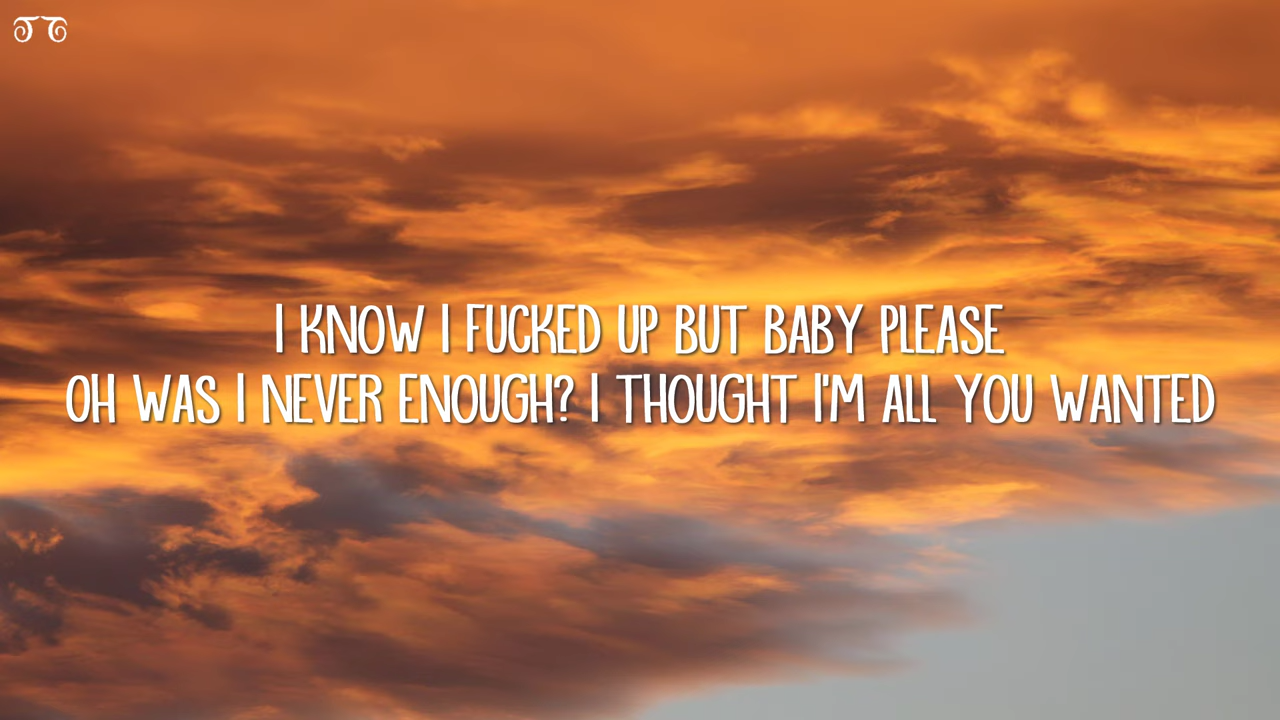 I KNOW I FUCKED UP BUT BABY PLEASE
OH WAS I NEVER ENOUGH? I THOUGHT I'M ALL YOU WANTED